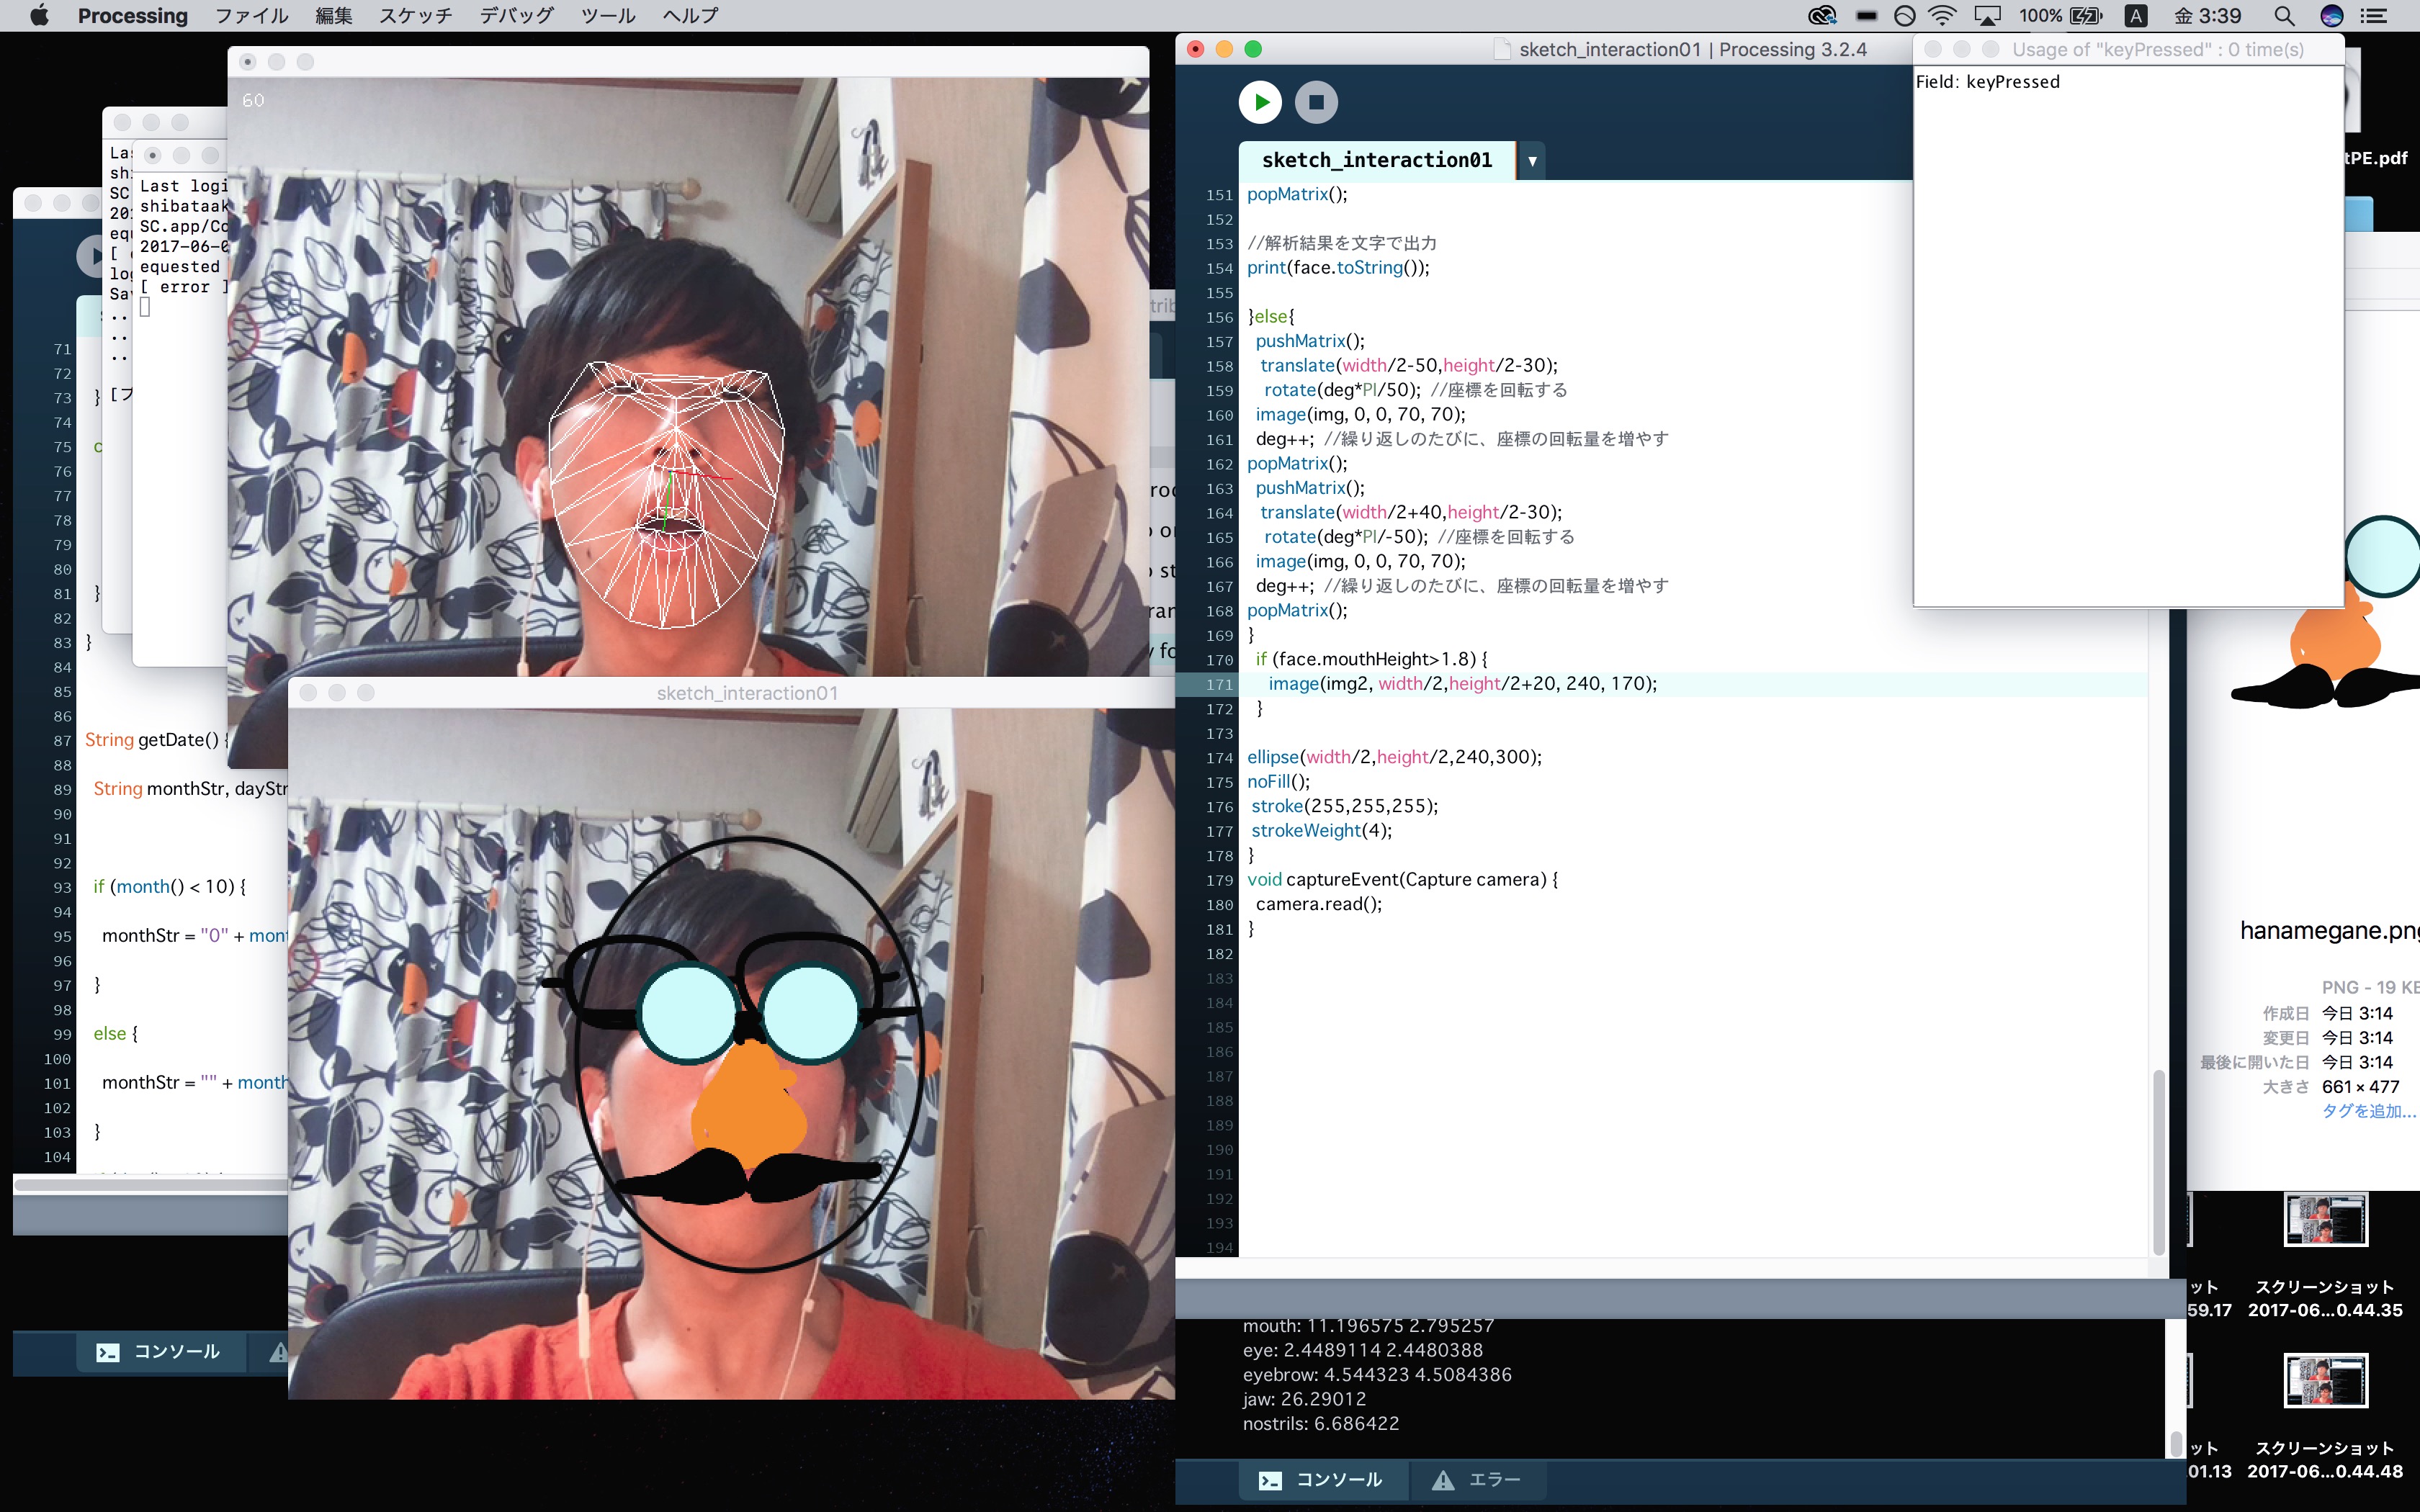 Processing ファイル 編集 スケッチ デバッグ ツール ヘルプ
100% A 金 3:39
60
Last logi
shibataak
SC.app/Co
2017-06-0
equested
[ error ]
71
72
73 }
74
75
76
77
78
79
80
81 }
82
83 }
84
85
86
87 String getDate() {
88
89 String monthStr, dayStr
90
91
92
93 if (month() < 10) {
94
95 monthStr = "0" + mont
96
97 }
98
99 else {
100
101 monthStr = "" + month
102
103 }
104
コンソール
sketch_interaction01
sketch_interaction01 | Processing 3.2.4
sketch_interaction01
151 popMatrix();
152
153 //解析結果を文字で出力
154 print(face.toString());
155
156 }else{
157 pushMatrix();
158 translate(width/2-50,height/2-30);
159 rotate(deg*PI/50); //座標を回転する
160 image(img, 0, 0, 70, 70);
161 deg++; //繰り返しのたびに、座標の回転量を増やす
162 popMatrix();
163 pushMatrix();
164 translate(width/2+40,height/2-30);
165 rotate(deg*PI/-50); //座標を回転する
166 image(img, 0, 0, 70, 70);
167 deg++; //繰り返しのたびに、座標の回転量を増やす
168 popMatrix();
169 }
170 if (face.mouthHeight>1.8) {
171 image(img2, width/2,height/2+20, 240, 170);
172 }
173
174 ellipse(width/2,height/2,240,300);
175 noFill();
176 stroke(255,255,255);
177 strokeWeight(4);
178 }
179 void captureEvent(Capture camera) {
180 camera.read();
181 }
182
183
184
185
186
187
188
189
190
191
192
193
194
mouth: 11.196575 2.795257
eye: 2.4489114 2.4480388
eyebrow: 4.544323 4.5084386
jaw: 26.29012
nostrils: 6.686422
コンソール エラー
Usage of "keyPressed" : 0 time(s)
Field: keyPressed
tPE.pdf
hanamegane.png
PNG - 19 KB
作成日 今日 3:14
変更日 今日 3:14
最後に開いた日 今日 3:14
大きさ 661 × 477
タグを追加...
ット スクリーンショット
59.17 2017-06...0.44.35
ット スクリーンショット
01.13 2017-06...0.44.48